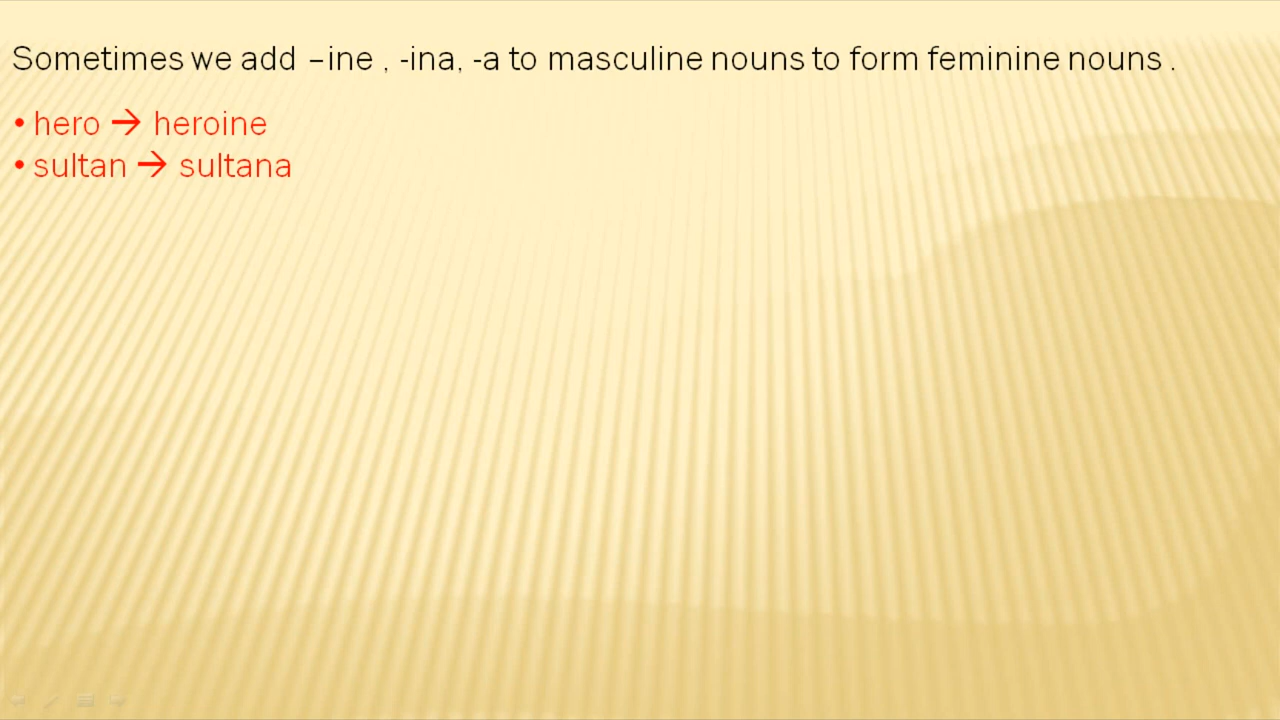 Sometimes we add –ine , -ina, -a to masculine nouns to form feminine nouns .
• hero → heroine
• sultan → sultana